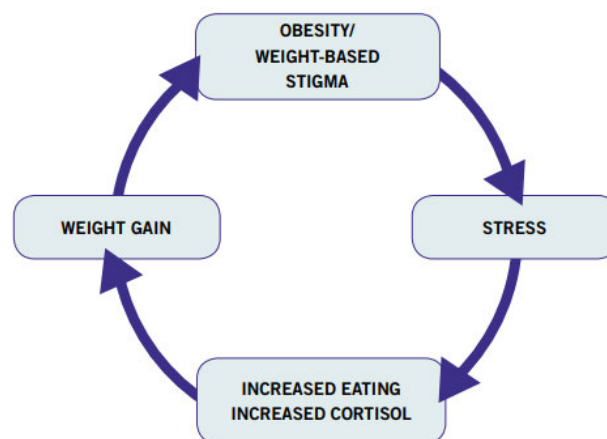 OBESITY/
WEIGHT-BASED
STIGMA
STRESS
INCREASED EATING
INCREASED CORTISOL
WEIGHT GAIN